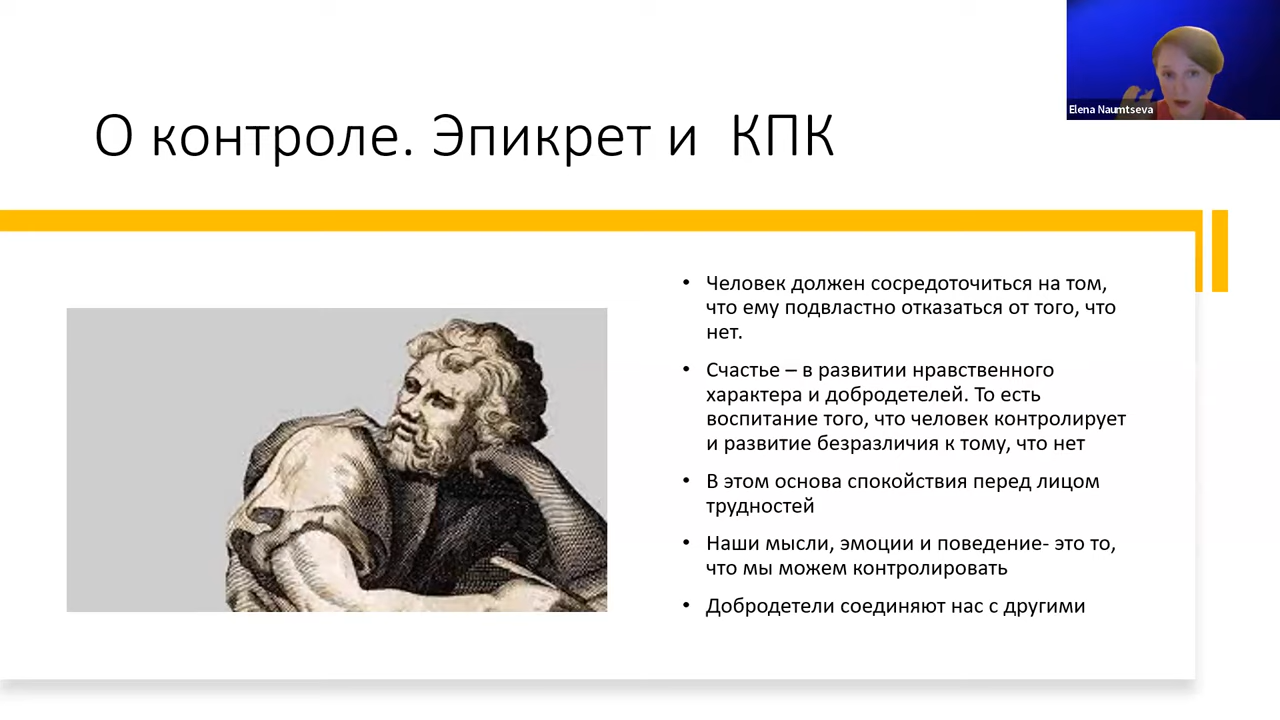 Elena Naumtseva
О контроле. Эпикрет и КПК
• Человек должен сосредоточиться на том,
что ему подвластно отказаться от того, что
нет.
• Счастье – в развитии нравственного
характера и добродетелей. То есть
воспитание того, что человек контролирует
и развитие безразличия к тому, что нет
• В этом основа спокойствия перед лицом
трудностей
• Наши мысли, эмоции и поведение- это то,
что мы можем контролировать
• Добродетели соединяют нас с другими